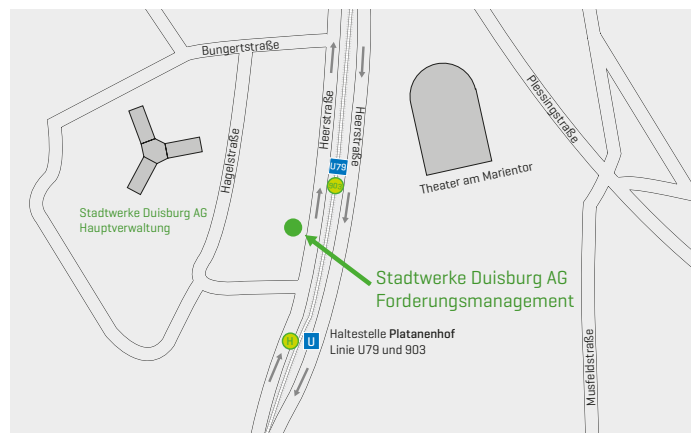 Bungertstraße
Heerstraße
Heerstraße
Plessingstraße
Hagelstraße
U79
903
Theater am Marientor
Stadtwerke Duisburg AG
Hauptverwaltung
Stadtwerke Duisburg AG
Forderungsmanagement
H
U
Haltestelle Platanenhof
Linie U79 und 903
Musfeldstraße